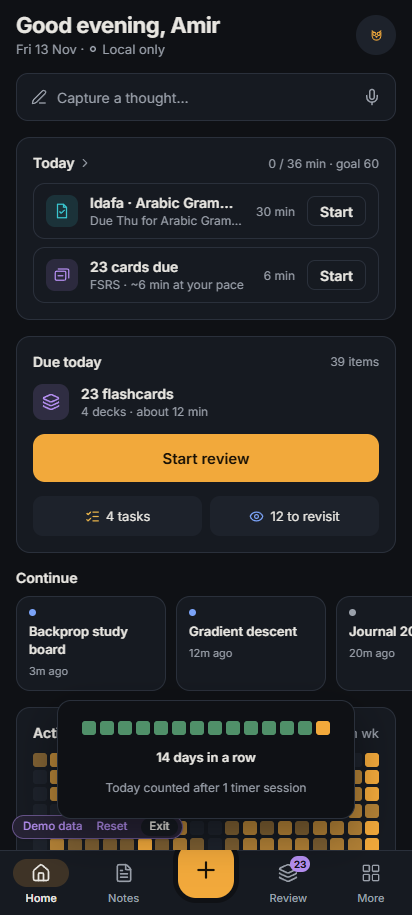 Good evening, Amir
Fri 13 Nov · Local only
Capture a thought...
Today
0 / 36 min · goal 60
Idafa · Arabic Gram...
Due Thu for Arabic Gram...
30 min
Start
23 cards due
FSRS · ~6 min at your pace
6 min
Start
Due today
39 items
23 flashcards
4 decks · about 12 min
Start review
4 tasks
12 to revisit
Continue
Backprop study
board
3m ago
Gradient descent
12m ago
Journal 20
20m ago
wk
14 days in a row
Today counted after 1 timer session
Demo data
Reset
Exit
Home
Notes
23
Review
More